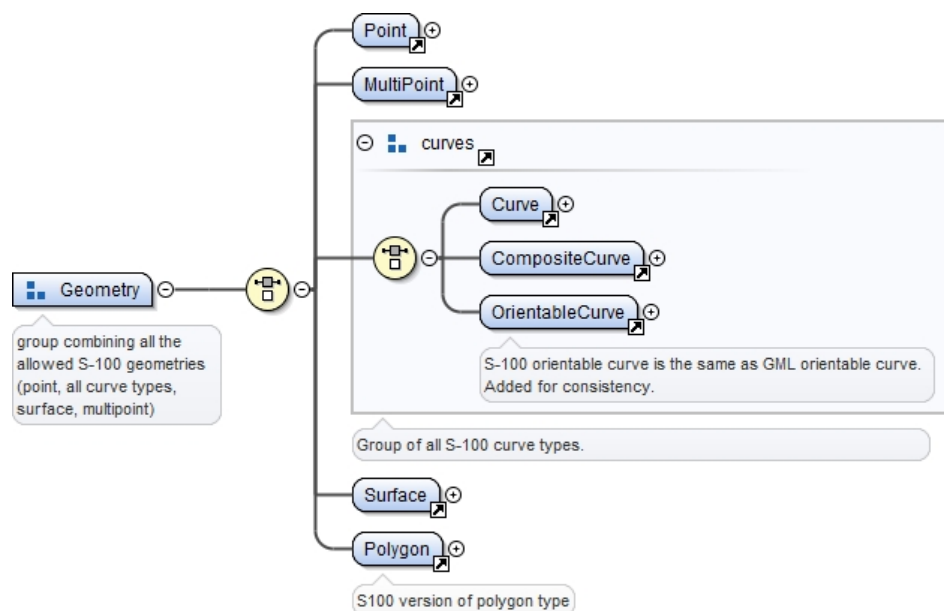 Point
MultiPoint
curves
Curve
CompositeCurve
OrientableCurve
S-100 orientable curve is the same as GML orientable curve.
Added for consistency.
Geometry
group combining all the
allowed S-100 geometries
(point, all curve types,
surface, multipoint)
Group of all S-100 curve types.
Surface
Polygon
S100 version of polygon type